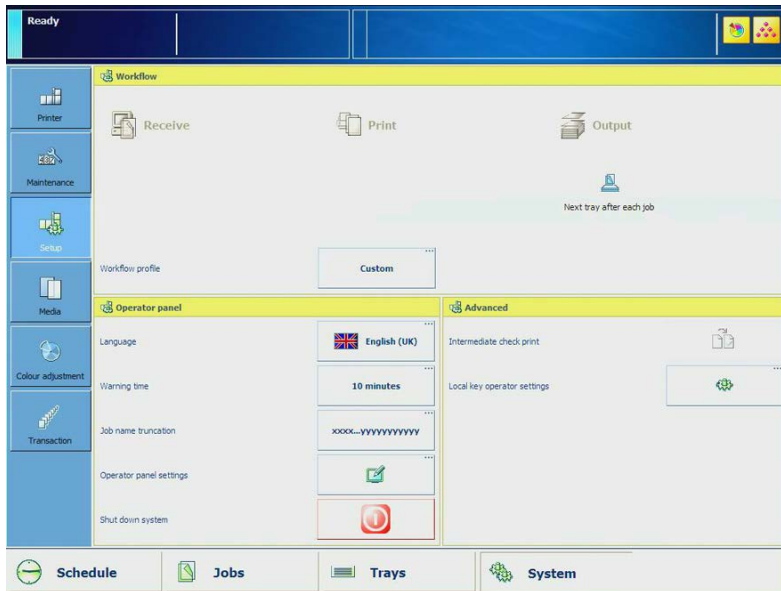 Ready
Workflow
Printer
Receive
Print
Output
Maintenance
Next tray after each job
Setup
Workflow profile
Custom
Media
Operator panel
Advanced
Language
English (UK)
Intermediate check print
Colour adjustment
Warning time
10 minutes
Local key operator settings
Transaction
Job name truncation
xxxx...yyyyyyyyyyy
Operator panel settings
Shut down system
Schedule
Jobs
Trays
System